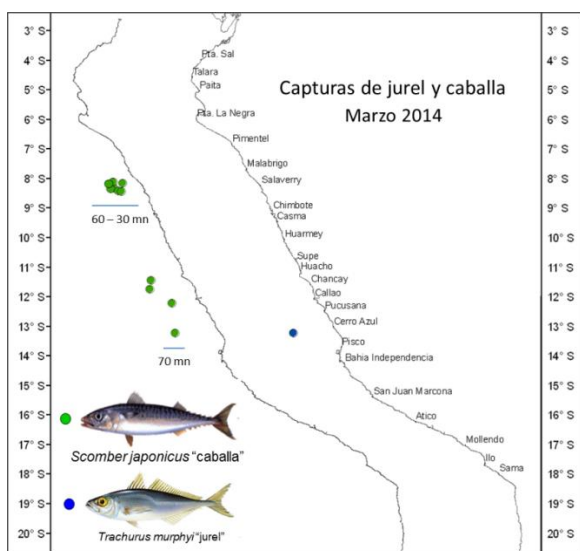 Capturas de jurel y caballa
Marzo 2014
3° S
4° S
5° S
6° S
7° S
8° S
9° S
10° S
11° S
12° S
13° S
14° S
15° S
16° S
17° S
18° S
19° S
20° S
Pta. Sal
Talara
Paita
Pta. La Negra
Pimentel
Malabrigo
Salaverry
Chimbote
Casma
Huarmey
Supe
Huacho
Chancay
Callao
Pucusana
Cerro Azul
Pisco
Bahia Independencia
San Juan Marcona
Atico
Mollendo
Ilo
Sama
60 – 30 mn
70 mn
Scomber japonicus "caballa"
Trachurus murphyi "jurel"
3° S
4° S
5° S
6° S
7° S
8° S
9° S
10° S
11° S
12° S
13° S
14° S
15° S
16° S
17° S
18° S
19° S
20° S